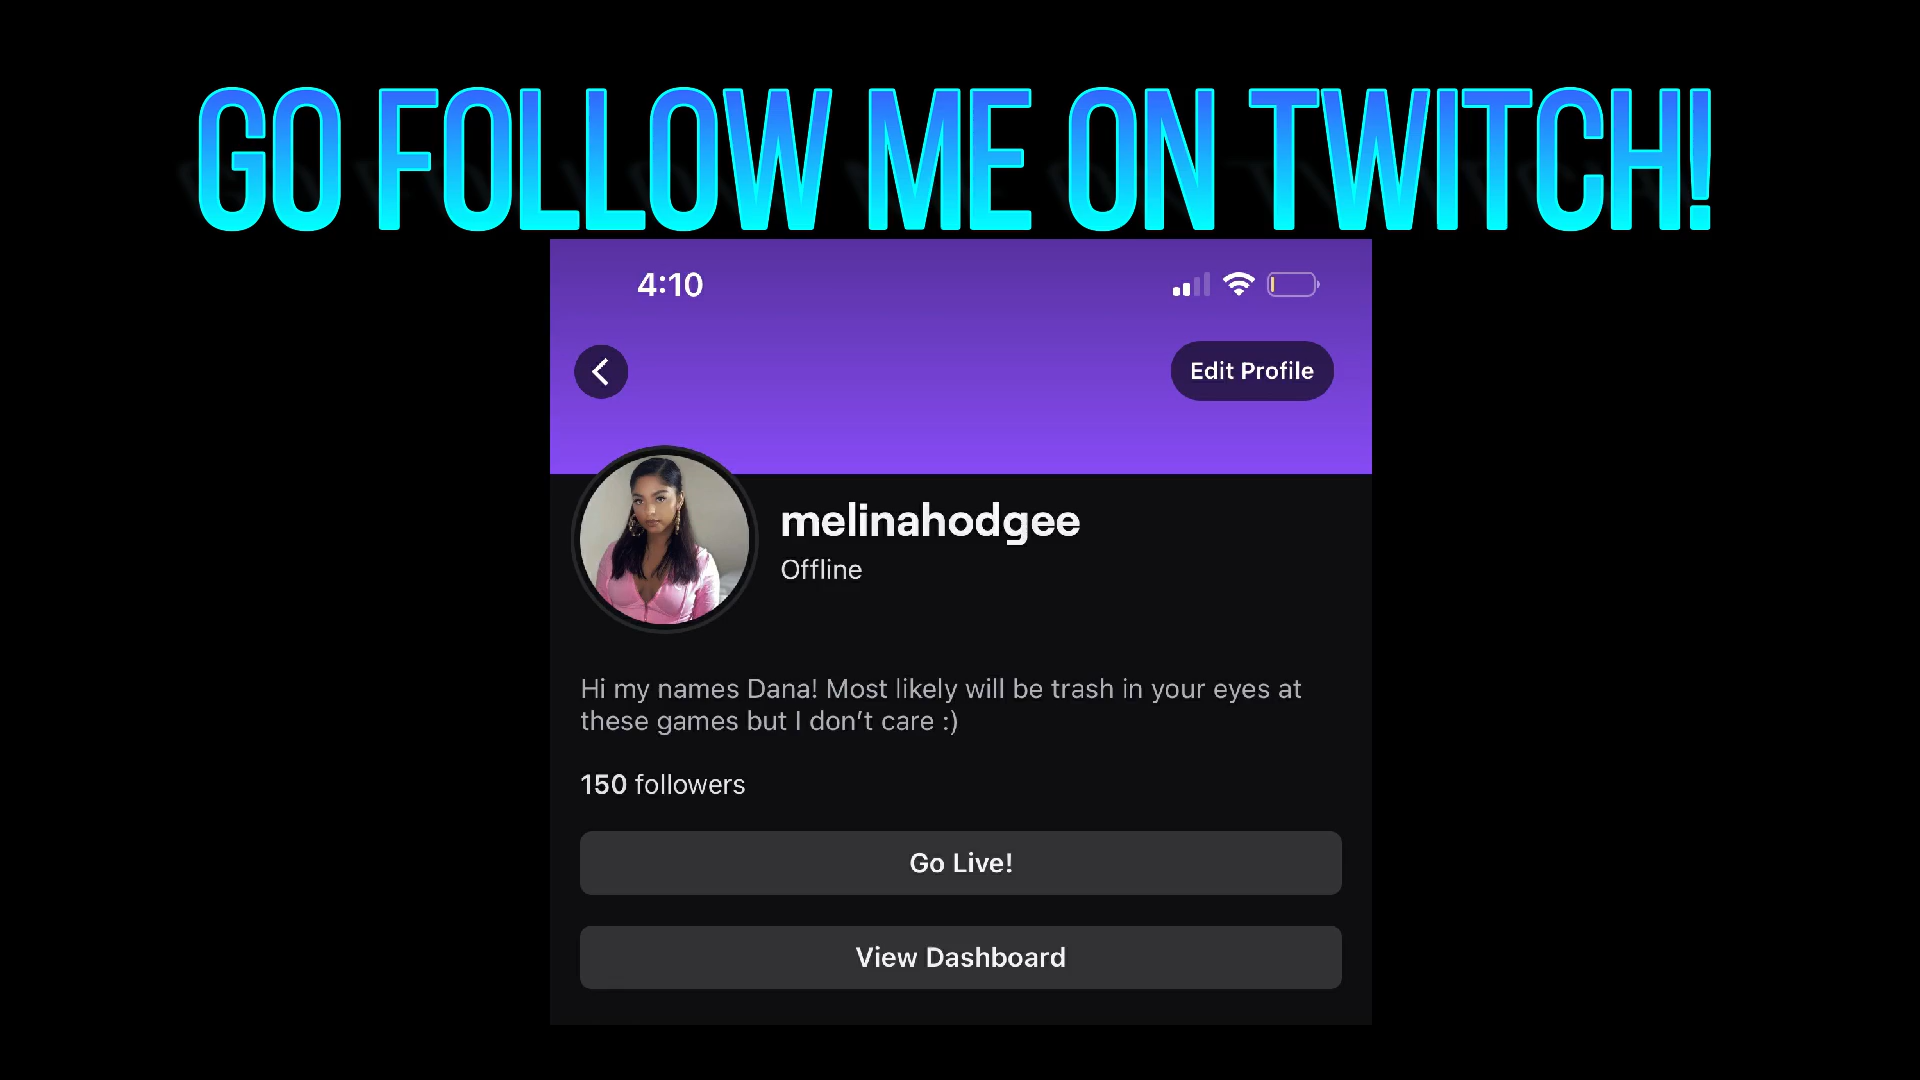 GO FOLLOW ME ON TWITCH!
4:10
Edit Profile
melinahodgee
Offline
Hi my names Dana! Most likely will be trash in your eyes at
these games but I don’t care :)
150 followers
Go Live!
View Dashboard